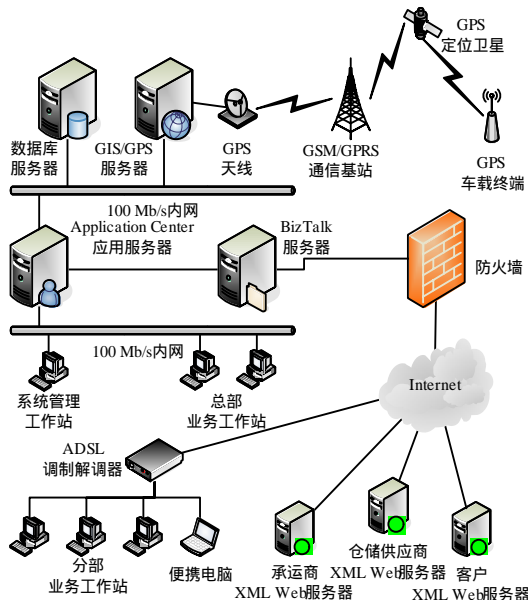 GPS
定位卫星
数据库
服务器
GIS/GPS
服务器
GPS
天线
GSM/GPRS
通信基站
GPS
车载终端
100 Mb/s内网
Application Center
应用服务器
BizTalk
服务器
防火墙
100 Mb/s内网
系统管理
工作站
总部
业务工作站
Internet
ADSL
调制解调器
分部
业务工作站
便携电脑
承运商
XML Web服务器
仓储供应商
XML Web服务器
客户
XML Web服务器